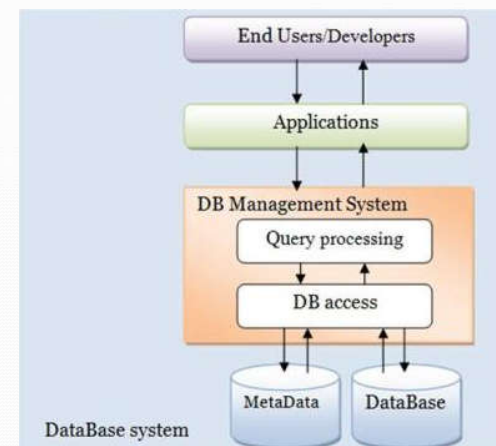 End Users/Developers
Applications
DB Management System
Query processing
DB access
MetaData
DataBase
DataBase system